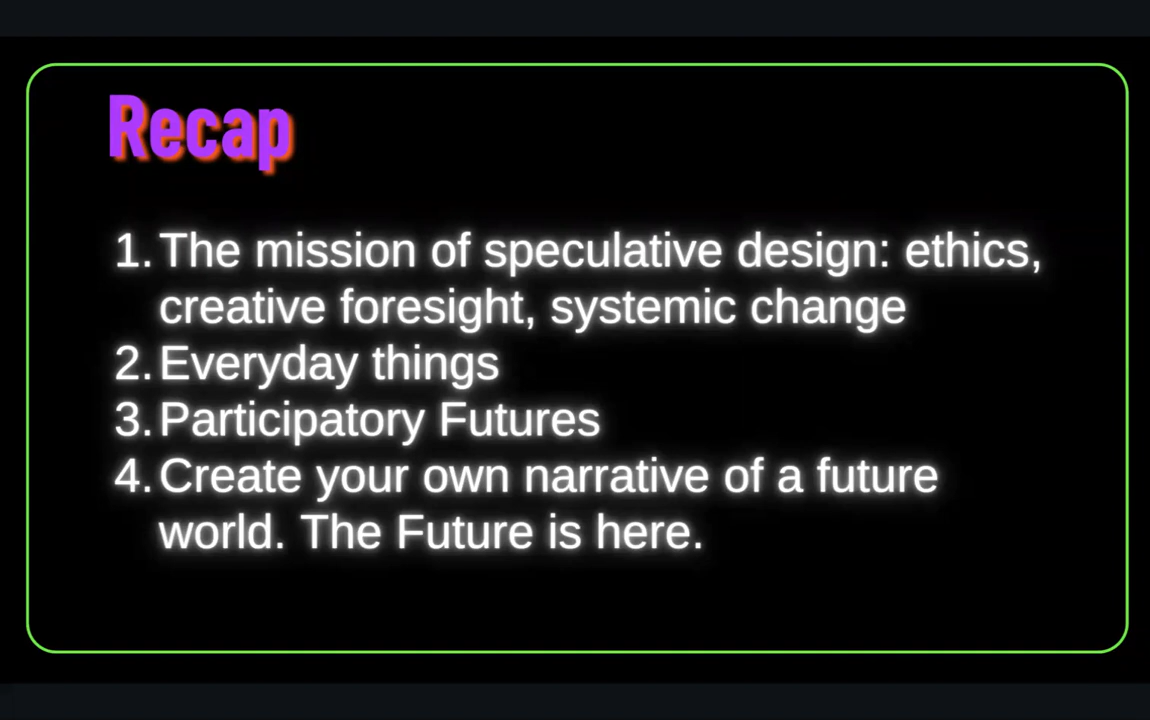 Recap
1. The mission of speculative design: ethics,
creative foresight, systemic change
2. Everyday things
3. Participatory Futures
4. Create your own narrative of a future
world. The Future is here.